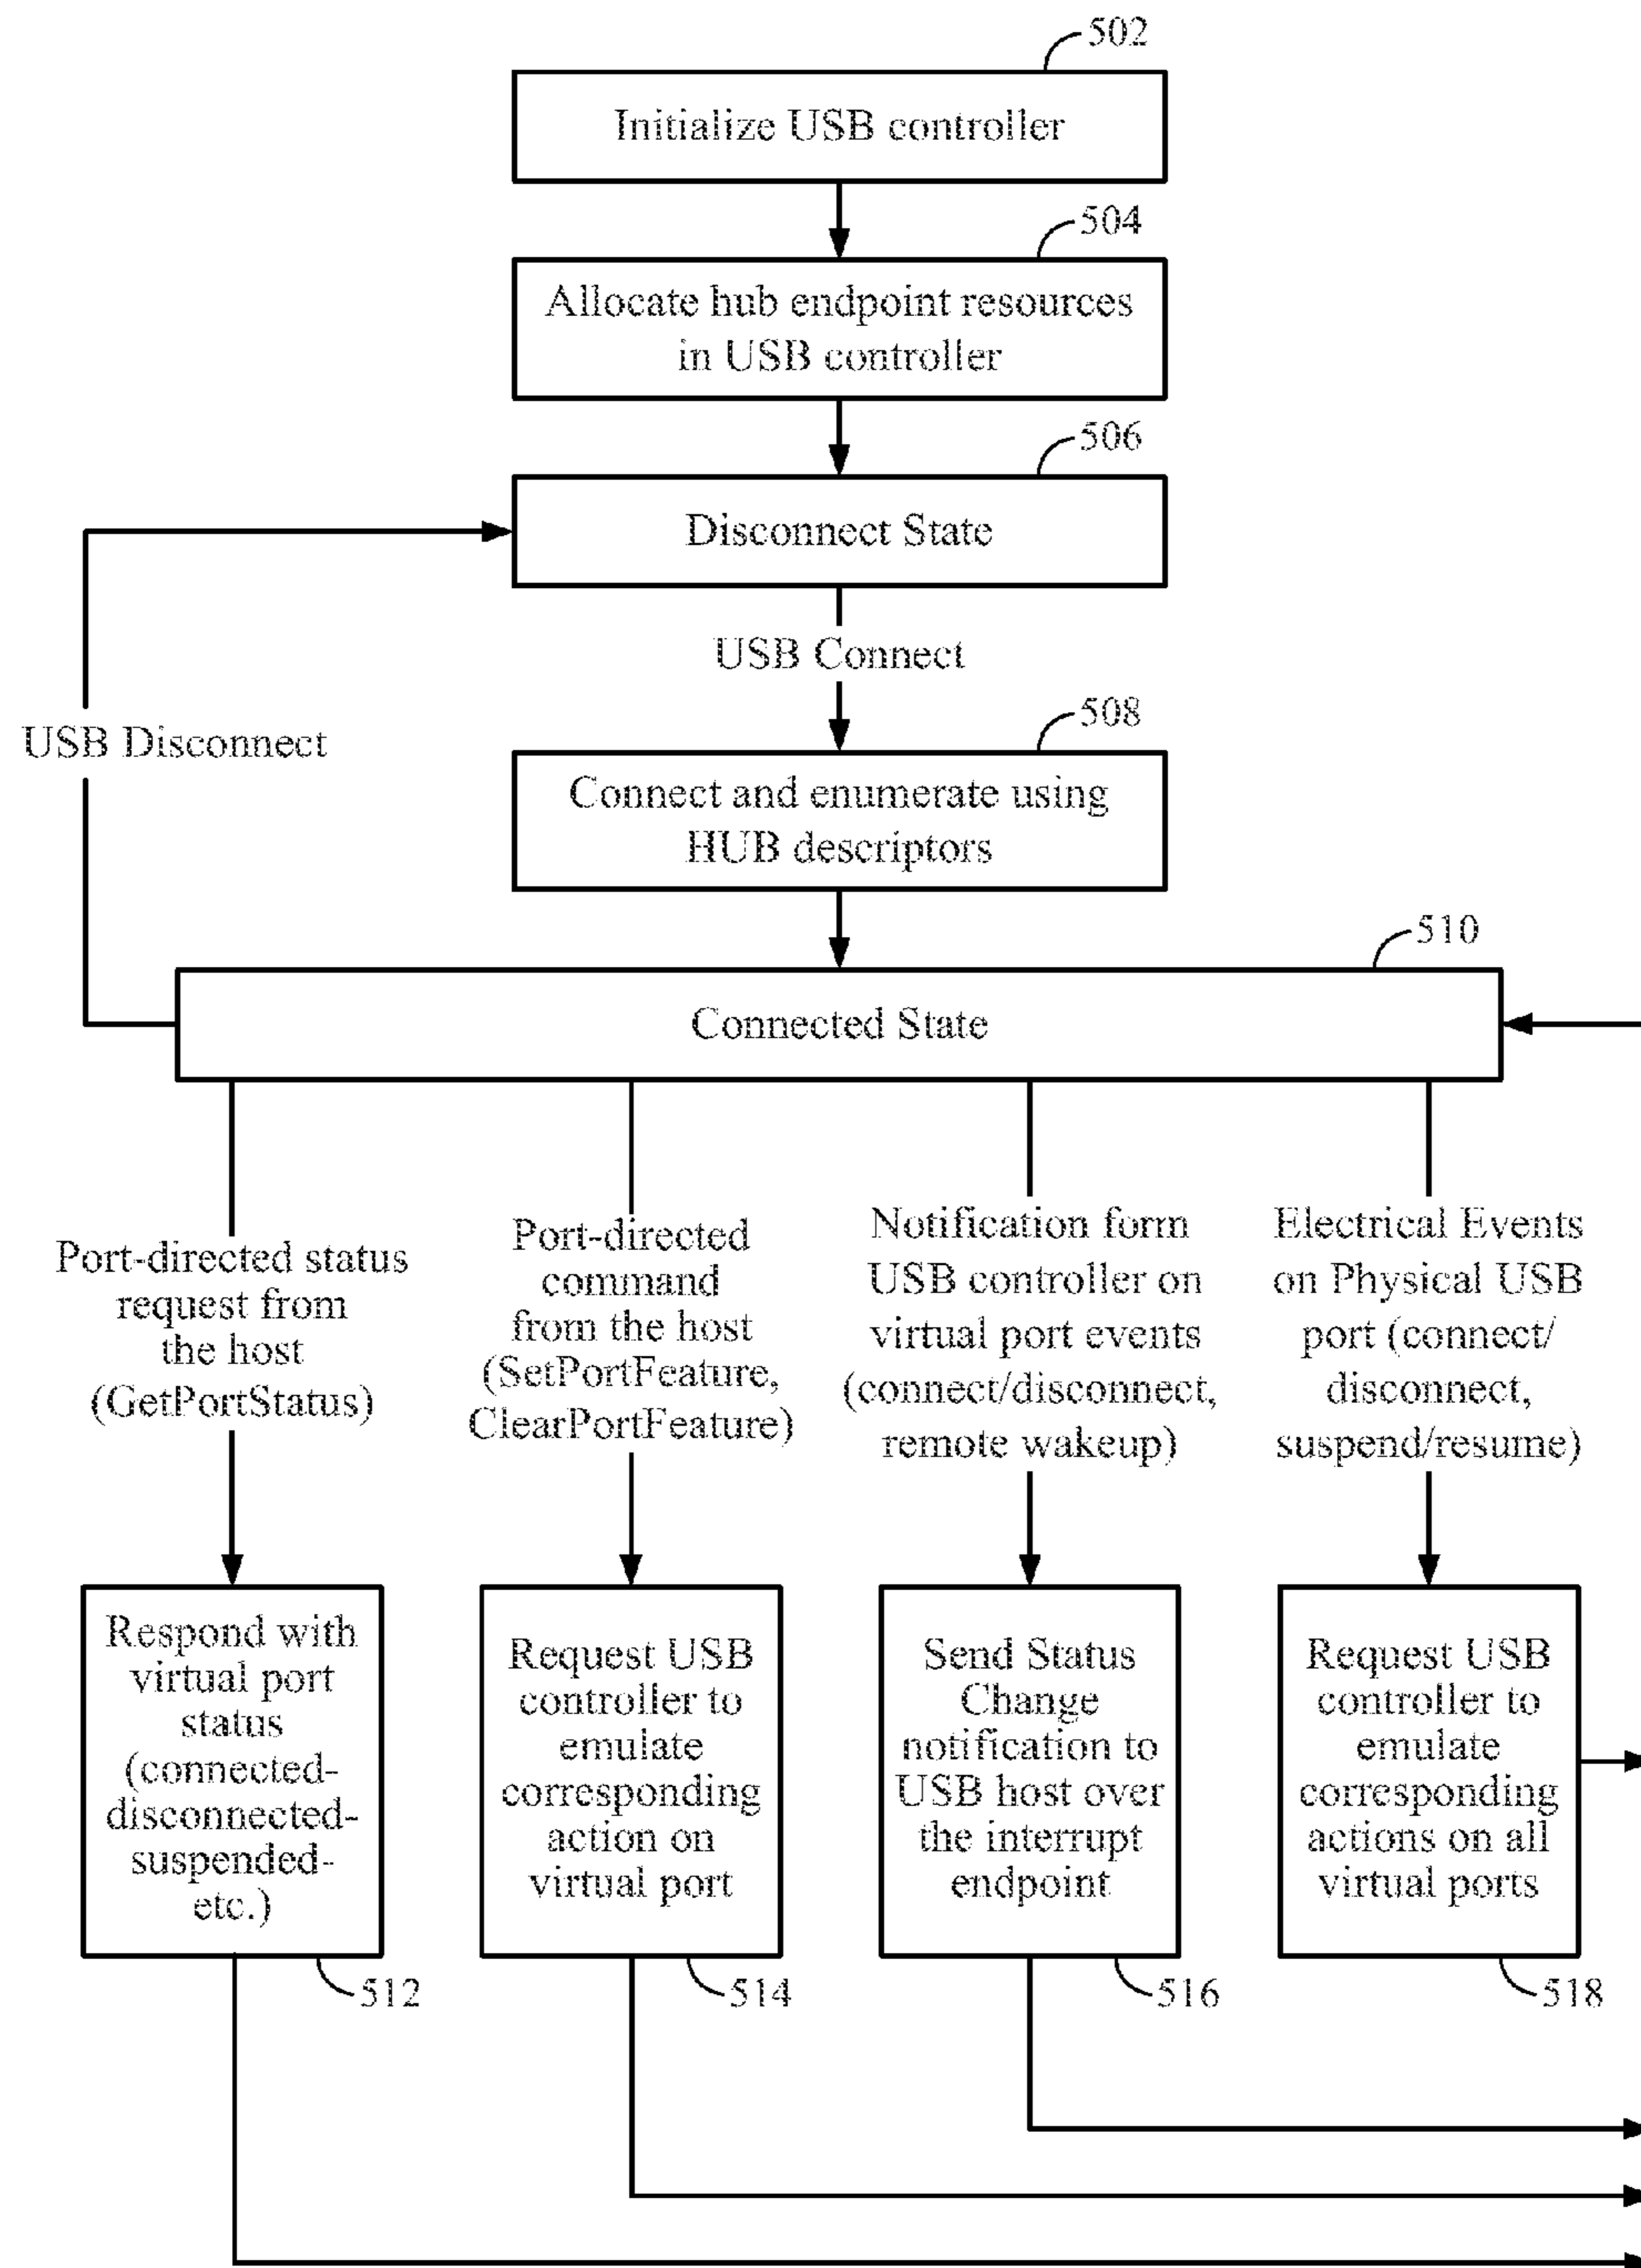 502
Initialize USB controller
504
Allocate hub endpoint resources
in USB controller
506
Disconnect State
USB Connect
USB Disconnect
508
Connect and enumerate using
HUB descriptors
510
Connected State
Port-directed status
request from
the host
(GetPortStatus)
Port-directed
command
from the host
(SetPortFeature,
ClearPortFeature)
Notification form
USB controller on
virtual port events
(connect/disconnect,
remote wakeup)
Electrical Events
on Physical USB
port (connect/
disconnect,
suspend/resume)
Respond with
virtual port
status
(connected-
disconnected-
suspended-
etc.)
512
Request USB
controller to
emulate
corresponding
action on
virtual port
514
Send Status
Change
notification to
USB host over
the interrupt
endpoint
516
Request USB
controller to
emulate
corresponding
actions on all
virtual ports
518